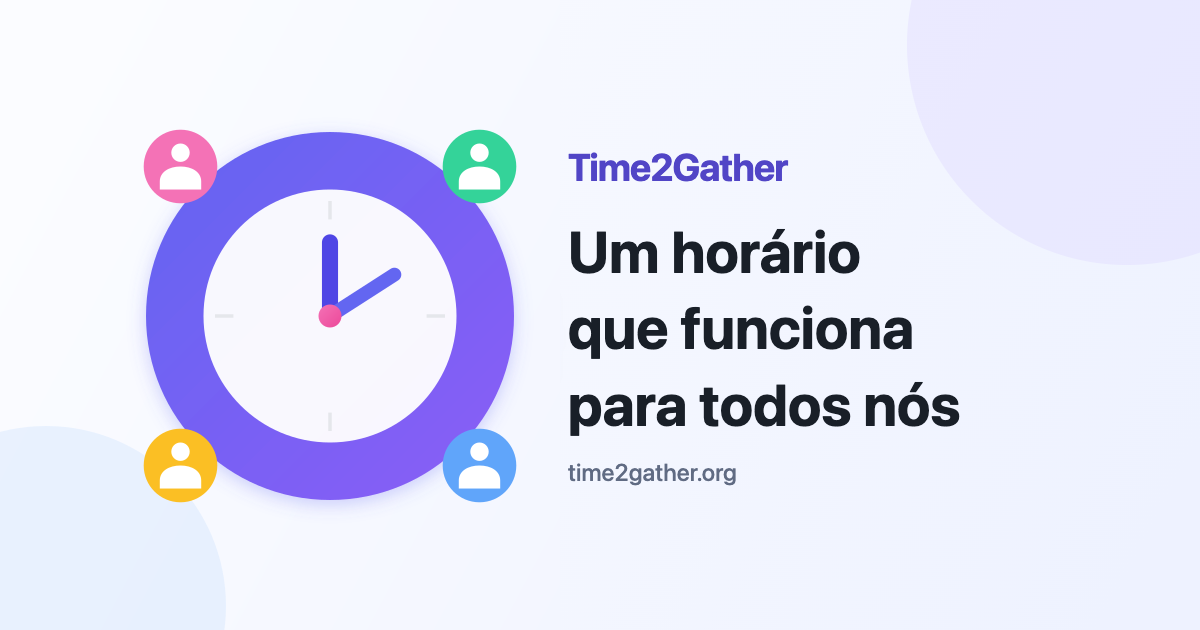 Time2Gather
Um horário
que funciona
para todos nós
time2gather.org